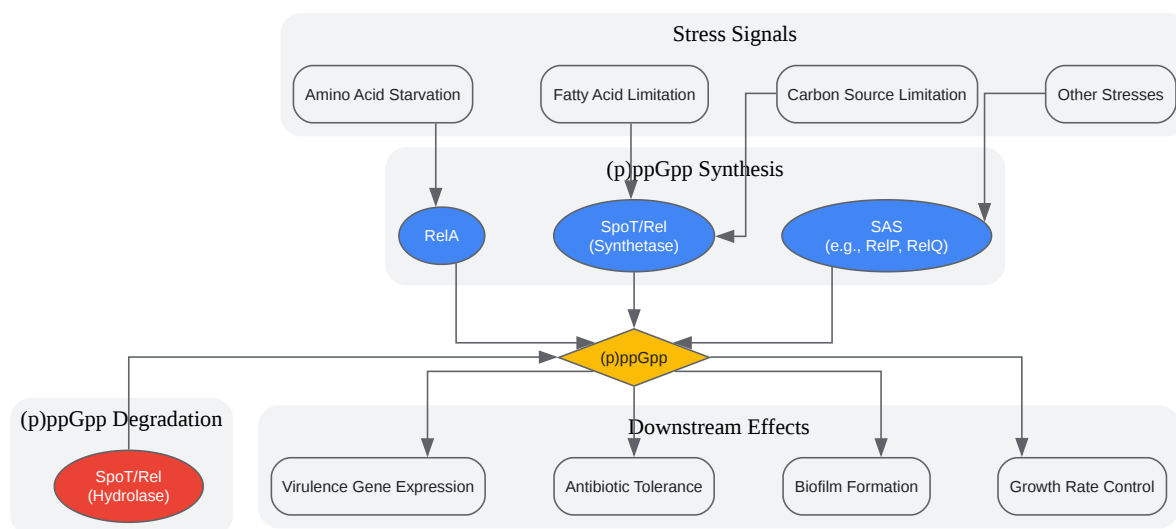 Stress Signals
Amino Acid Starvation
Fatty Acid Limitation
Carbon Source Limitation
Other Stresses
(p)ppGpp Synthesis
RelA
SpoT/Rel
(Synthetase)
SAS
(e.g., RelP, RelQ)
(p)ppGpp
(p)ppGpp Degradation
SpoT/Rel
(Hydrolase)
Downstream Effects
Virulence Gene Expression
Antibiotic Tolerance
Biofilm Formation
Growth Rate Control